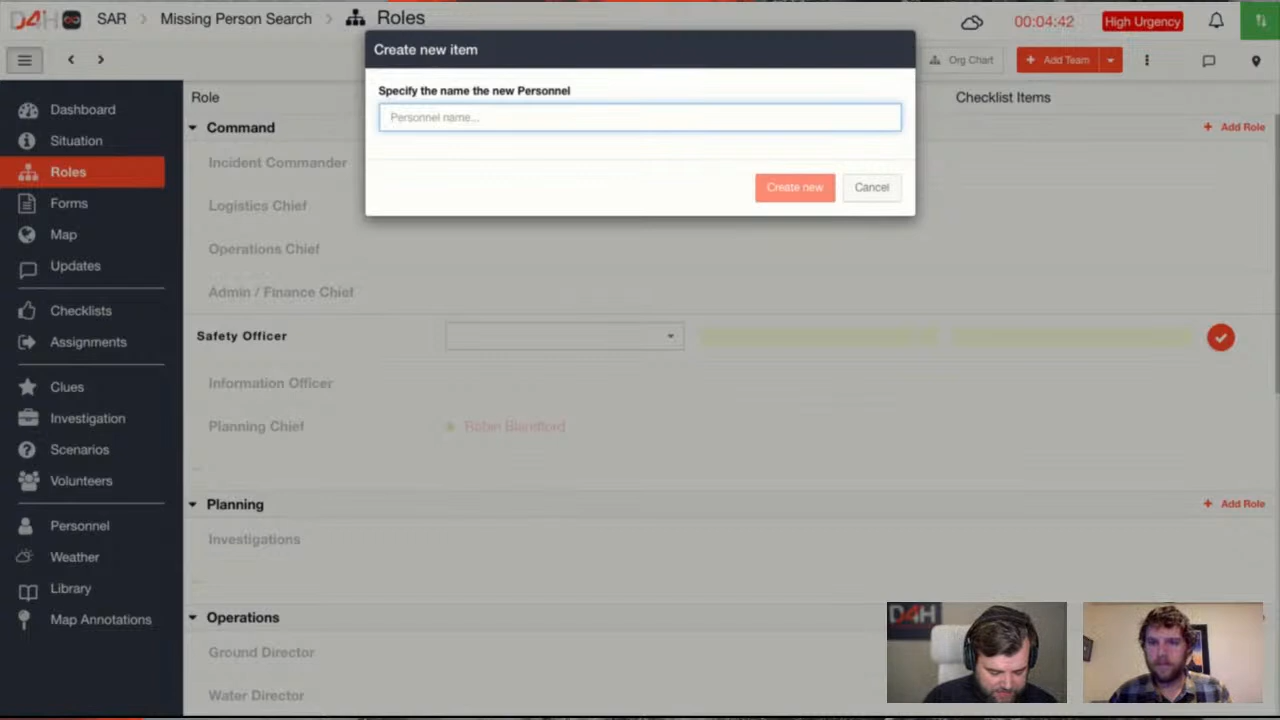 D4H SAR Missing Person Search Roles
00:04:42 High Urgency
Create new item
Specify the name the new Personnel
Personnel name...
Create new Cancel
Org Chart + Add Team
Dashboard
Situation
Roles
Forms
Map
Updates
Checklists
Assignments
Clues
Investigation
Scenarios
Volunteers
Personnel
Weather
Library
Map Annotations
Role Checklist Items
Command + Add Role
Incident Commander
Logistics Chief
Operations Chief
Admin / Finance Chief
Safety Officer
Information Officer
Planning Chief Robin Blandford
Planning + Add Role
Investigations
Operations
Ground Director
Water Director
D4H